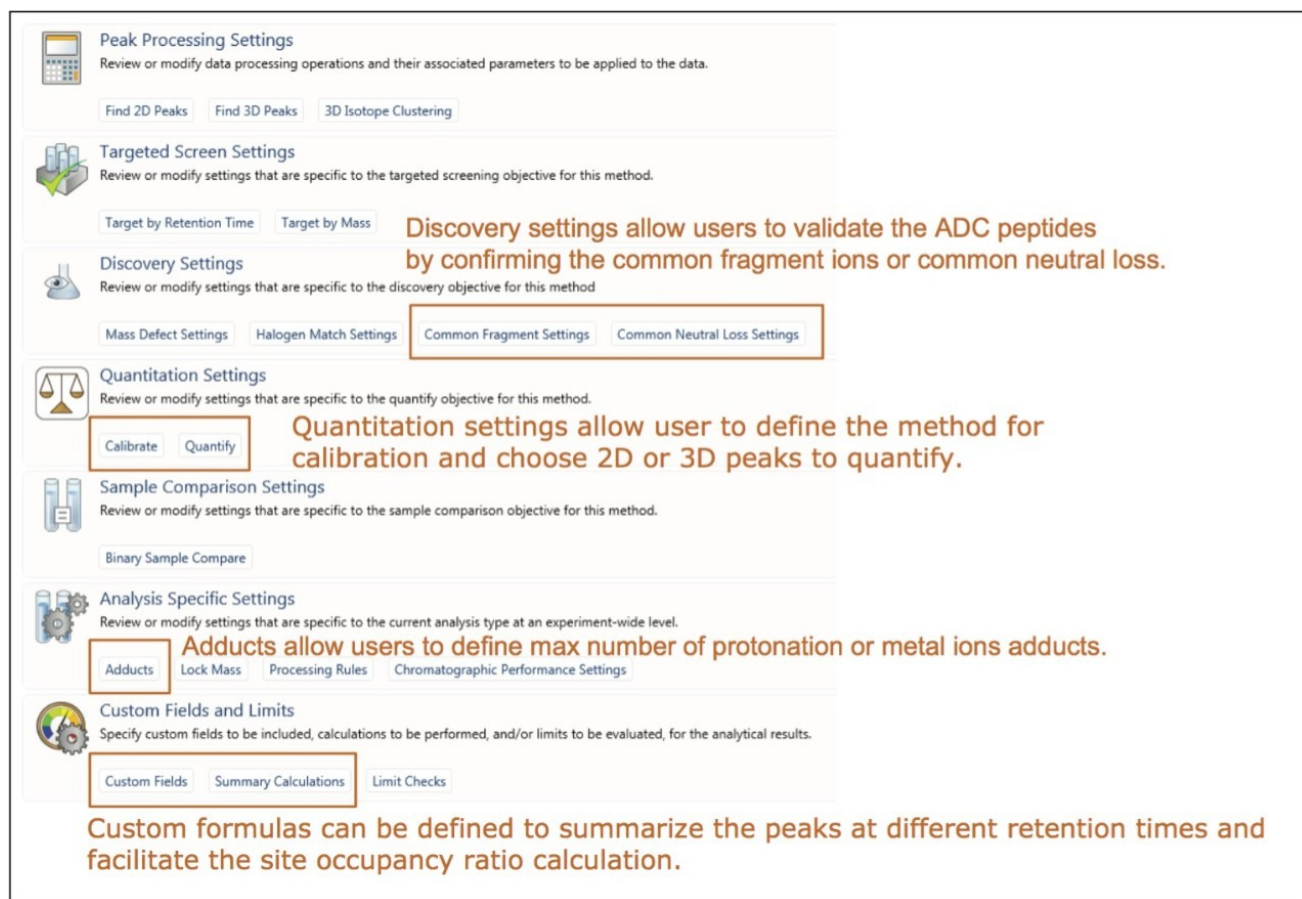 Peak Processing Settings
Review or modify data processing operations and their associated parameters to be applied to the data.
Find 2D Peaks Find 3D Peaks 3D Isotope Clustering
Targeted Screen Settings
Review or modify settings that are specific to the targeted screening objective for this method.
Target by Retention Time Target by Mass
Discovery settings allow users to validate the ADC peptides
by confirming the common fragment ions or common neutral loss.
Discovery Settings
Review or modify settings that are specific to the discovery objective for this method
Mass Defect Settings Halogen Match Settings Common Fragment Settings Common Neutral Loss Settings
Quantitation Settings
Review or modify settings that are specific to the quantify objective for this method.
Calibrate Quantify
Quantitation settings allow user to define the method for
calibration and choose 2D or 3D peaks to quantify.
Sample Comparison Settings
Review or modify settings that are specific to the sample comparison objective for this method.
Binary Sample Compare
Analysis Specific Settings
Review or modify settings that are specific to the current analysis type at an experiment-wide level.
Adducts allow users to define max number of protonation or metal ions adducts.
Adducts Lock Mass Processing Rules Chromatographic Performance Settings
Custom Fields and Limits
Specify custom fields to be included, calculations to be performed, and/or limits to be evaluated, for the analytical results.
Custom Fields Summary Calculations Limit Checks
Custom formulas can be defined to summarize the peaks at different retention times and
facilitate the site occupancy ratio calculation.